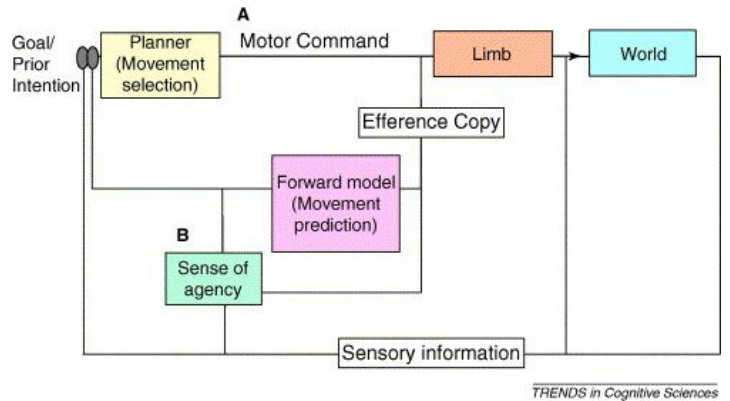 A
Goal/
Prior
Intention
Planner
(Movement
selection)
Motor Command
Limb
World
Efference Copy
Forward model
(Movement
prediction)
B
Sense of
agency
Sensory information
TRENDS in Cognitive Sciences